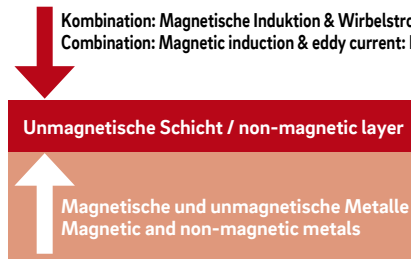 Kombination: Magnetische Induktion & Wirbelstro
Combination: Magnetic induction & eddy current:
Unmagnetische Schicht / non-magnetic layer
Magnetische und unmagnetische Metalle
Magnetic and non-magnetic metals